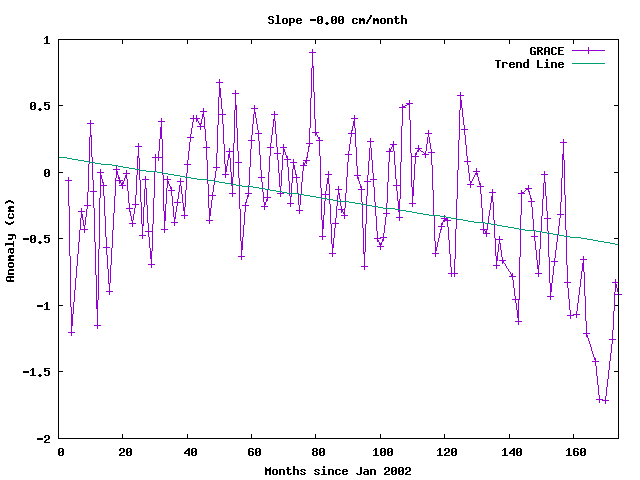 Slope -0.00 cm/month
GRACE
Trend Line
1
0.5
0
-0.5
-1
-1.5
-2
Anomaly (cm)
0 20 40 60 80 100 120 140 160
Months since Jan 2002